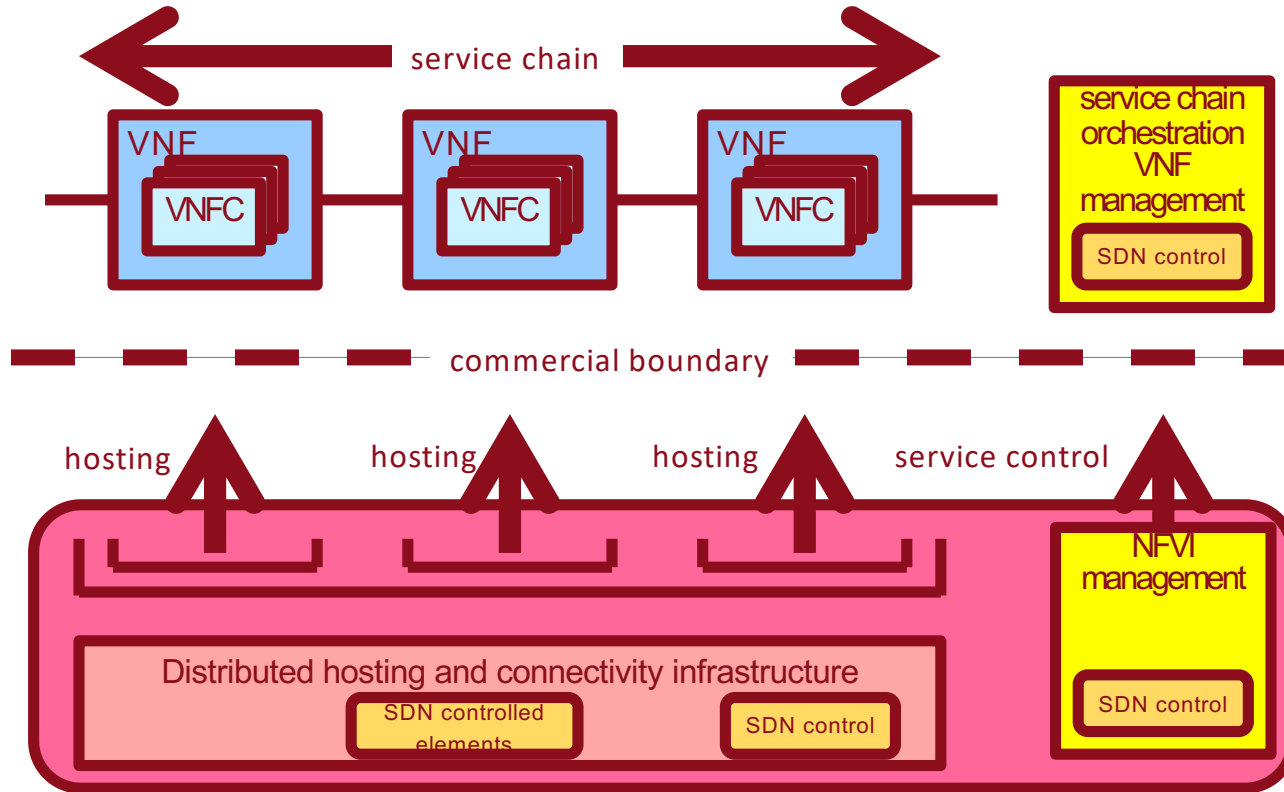 service chain
VNF
VNFC
VNF
VNFC
VNF
VNFC
service chain
orchestration
VNF
management
SDN control
commercial boundary
hosting
hosting
hosting
service control
NFVI
management
SDN control
Distributed hosting and connectivity infrastructure
SDN controlled
elements
SDN control